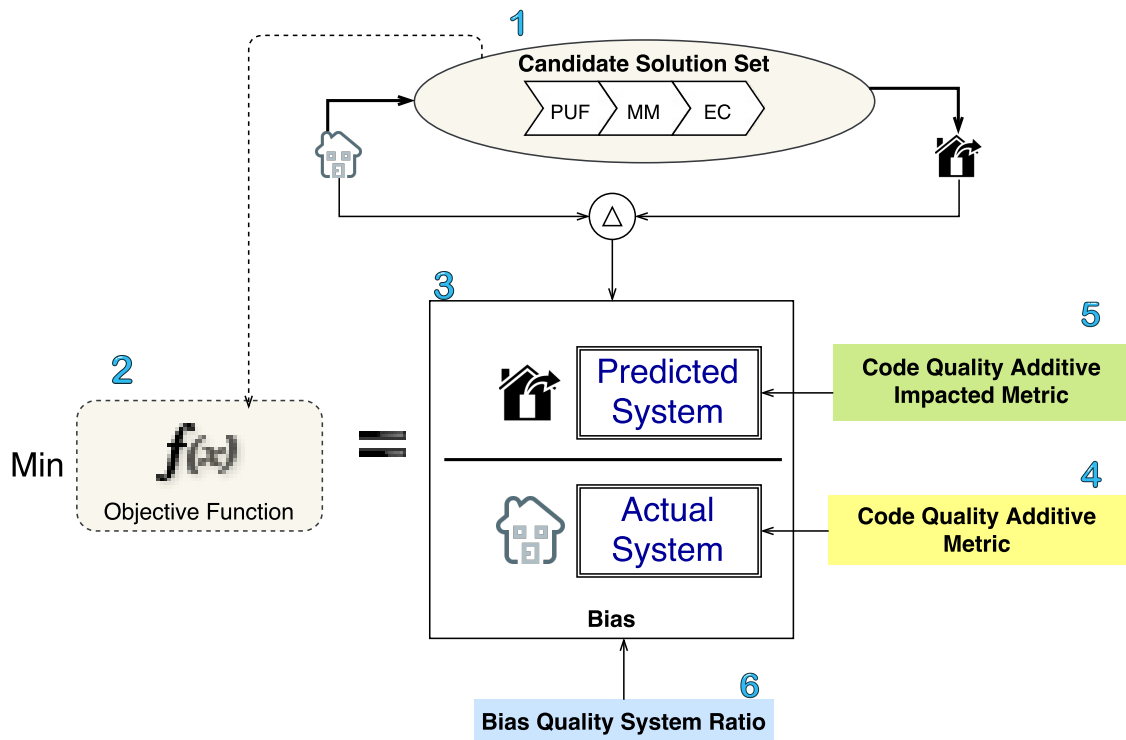 1
Candidate Solution Set
PUF
MM
EC
△
3
5
Predicted
System
Code Quality Additive
Impacted Metric
2
Min
f(x)
Objective Function
=
4
Actual
System
Code Quality Additive
Metric
Bias
6
Bias Quality System Ratio